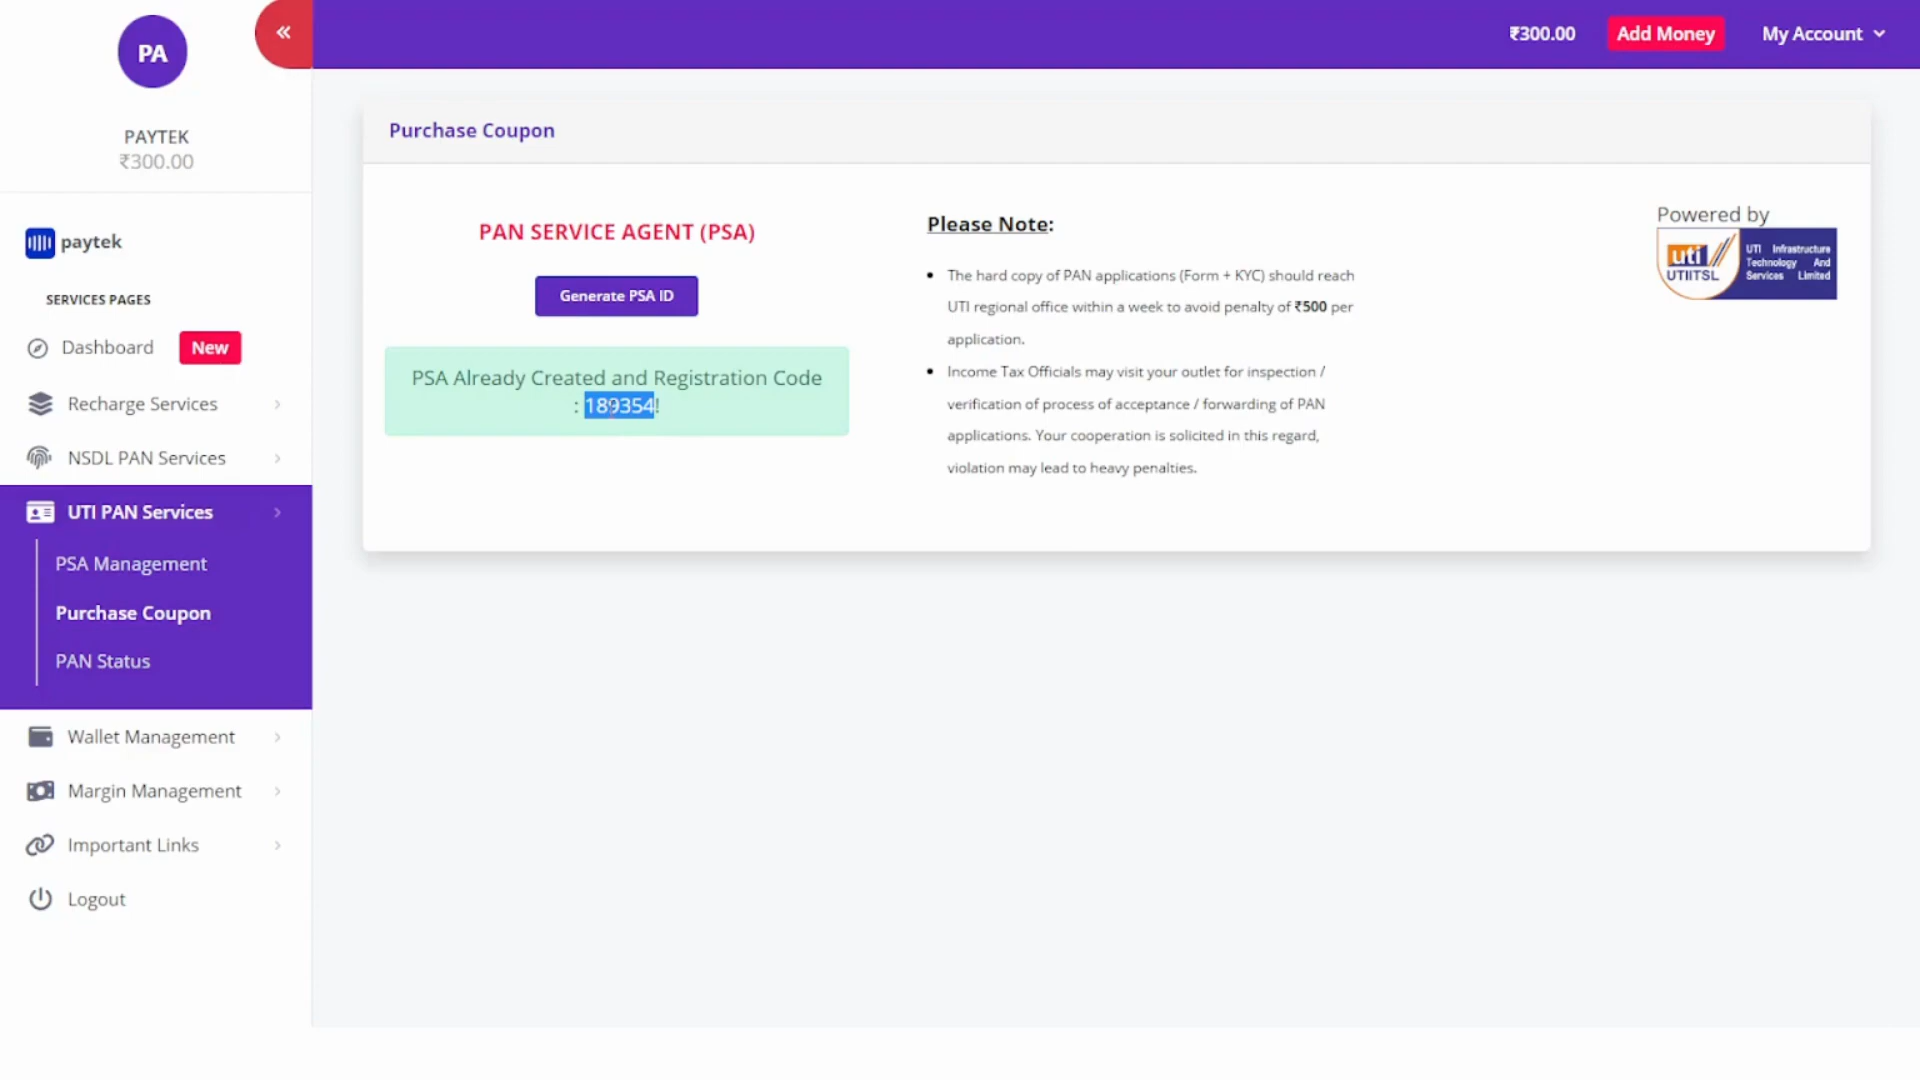 PA
«
₹300.00
Add Money
My Account
PAYTEK
₹300.00
paytek
SERVICES PAGES
Dashboard
New
Recharge Services
NSDL PAN Services
UTI PAN Services
PSA Management
Purchase Coupon
PAN Status
Wallet Management
Margin Management
Important Links
Logout
Purchase Coupon
PAN SERVICE AGENT (PSA)
Generate PSA ID
PSA Already Created and Registration Code
: 189354!
Please Note:
The hard copy of PAN applications (Form + KYC) should reach
UTI regional office within a week to avoid penalty of ₹500 per
application.
Income Tax Officials may visit your outlet for inspection /
verification of process of acceptance / forwarding of PAN
applications. Your cooperation is solicited in this regard,
violation may lead to heavy penalties.
Powered by
uti
UTIITSL
UTI Infrastructure
Technology And
Services Limited